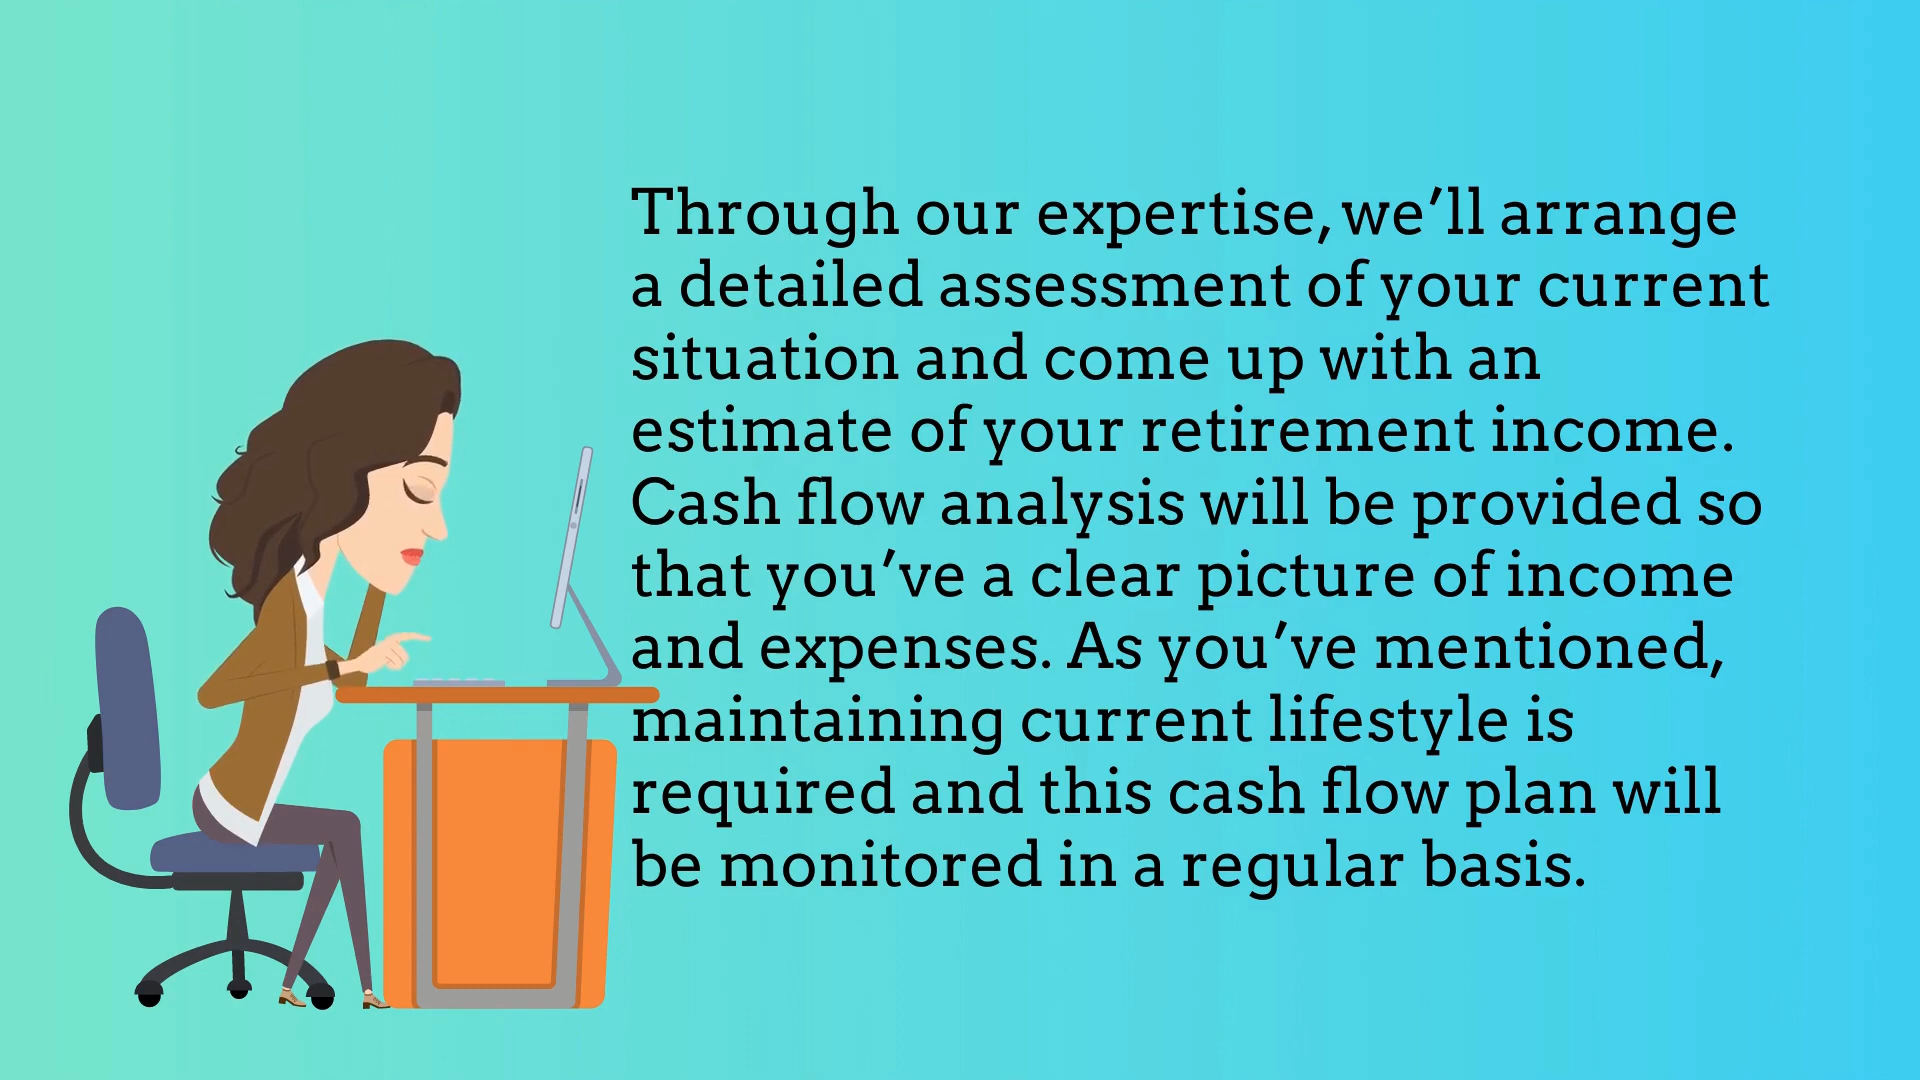 Through our expertise, we’ll arrange
a detailed assessment of your current
situation and come up with an
estimate of your retirement income.
Cash flow analysis will be provided so
that you’ve a clear picture of income
and expenses. As you’ve mentioned,
maintaining current lifestyle is
required and this cash flow plan will
be monitored in a regular basis.